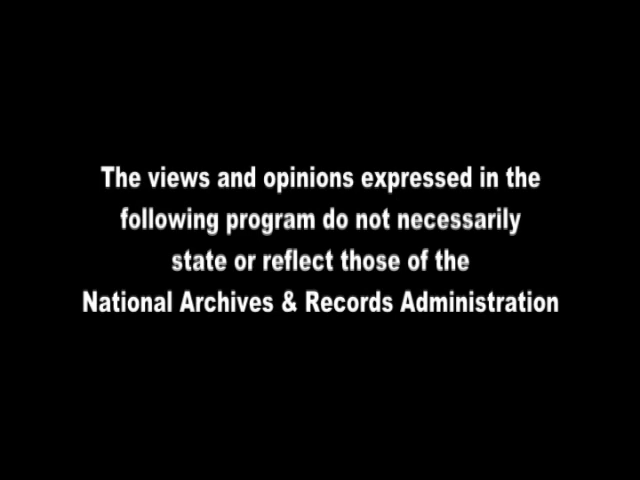 The views and opinions expressed in the
following program do not necessarily
state or reflect those of the
National Archives & Records Administration